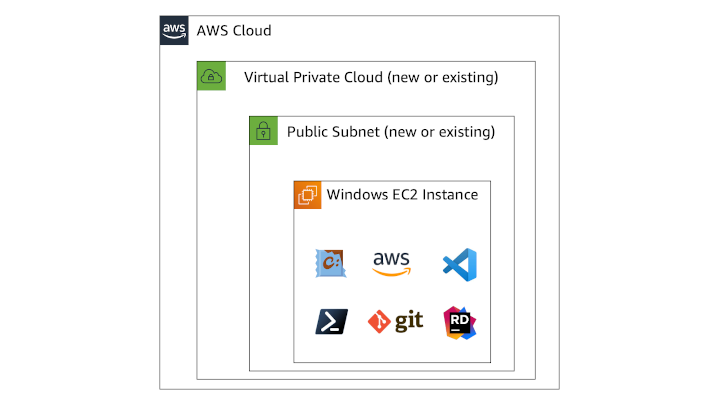 aws
AWS Cloud
Virtual Private Cloud (new or existing)
Public Subnet (new or existing)
Windows EC2 Instance
C:
aws
git
RD